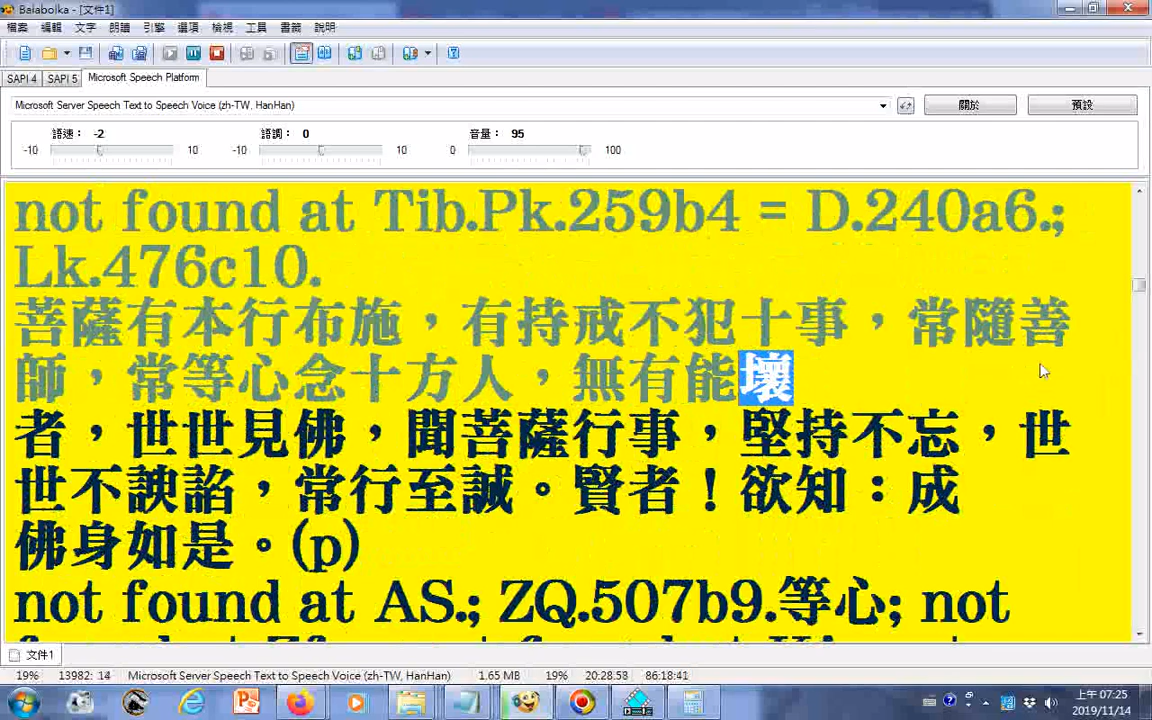 Balabolka - [文件1]
檔案 編輯 文字 朗讀 引擎 選項 檢視 工具 書籤 說明
SAPI 4 SAPI 5 Microsoft Speech Platform
Microsoft Server Speech Text to Speech Voice (zh-TW, HanHan) 關於 預設
語速： -2 語調： 0 音量： 95
-10 10 -10 10 0 100
not found at Tib.Pk.259b4 = D.240a6.;
Lk.476c10.
菩薩有本行布施，有持戒不犯十事，常隨善
師，常等心念十方人，無有能壞
者，世世見佛，聞菩薩行事，堅持不忘，世
世不諛諂，常行至誠。賢者！欲知：成
佛身如是。(p)
not found at AS.; ZQ.507b9.等心; not
文件1
19% 13982: 14 Microsoft Server Speech Text to Speech Voice (zh-TW, HanHan) 1.65 MB 19% 20:28.58 86:18:41
上午 07:25
2019/11/14